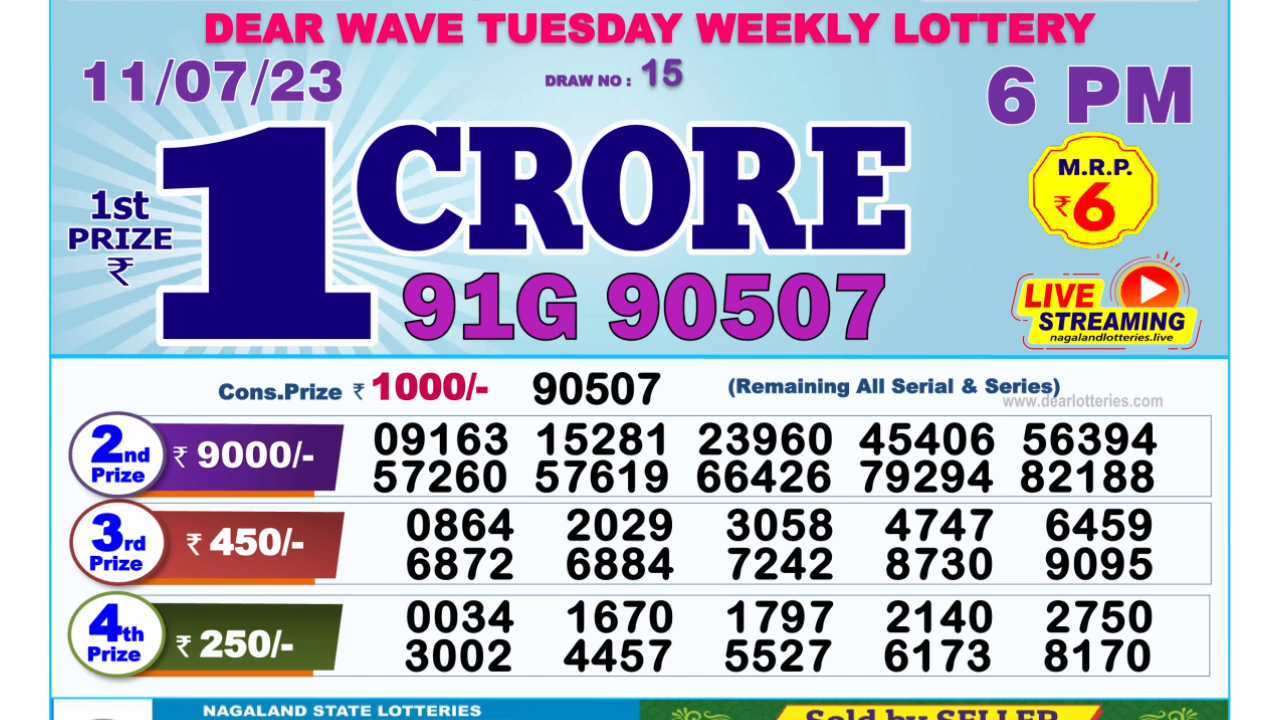 DEAR WAVE TUESDAY WEEKLY LOTTERY
11/07/23
DRAW NO : 15
6 PM
1st
PRIZE
₹
1 CRORE
M.R.P.
₹6
91G 90507
LIVE
STREAMING
nagalandlotteries.live
Cons.Prize ₹ 1000/- 90507 (Remaining All Serial & Series)
www.dearlotteries.com
2nd
Prize
₹ 9000/-
09163 15281 23960 45406 56394
57260 57619 66426 79294 82188
3rd
Prize
₹ 450/-
0864 2029 3058 4747 6459
6872 6884 7242 8730 9095
4th
Prize
₹ 250/-
0034 1670 1797 2140 2750
3002 4457 5527 6173 8170
NAGALAND STATE LOTTERIES
Sold by SELLER